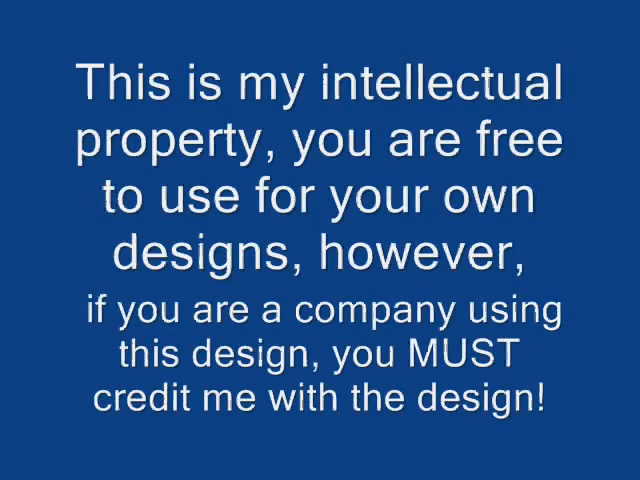 This is my intellectual
property, you are free
to use for your own
designs, however,
if you are a company using
this design, you MUST
credit me with the design!